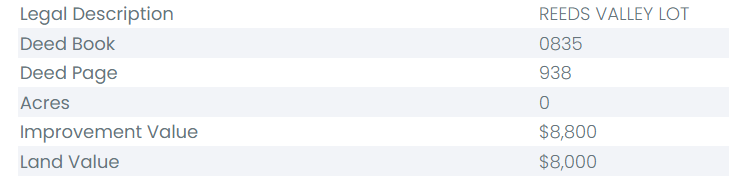 Legal Description REEDS VALLEY LOT
Deed Book 0835
Deed Page 938
Acres 0
Improvement Value $8,800
Land Value $8,000